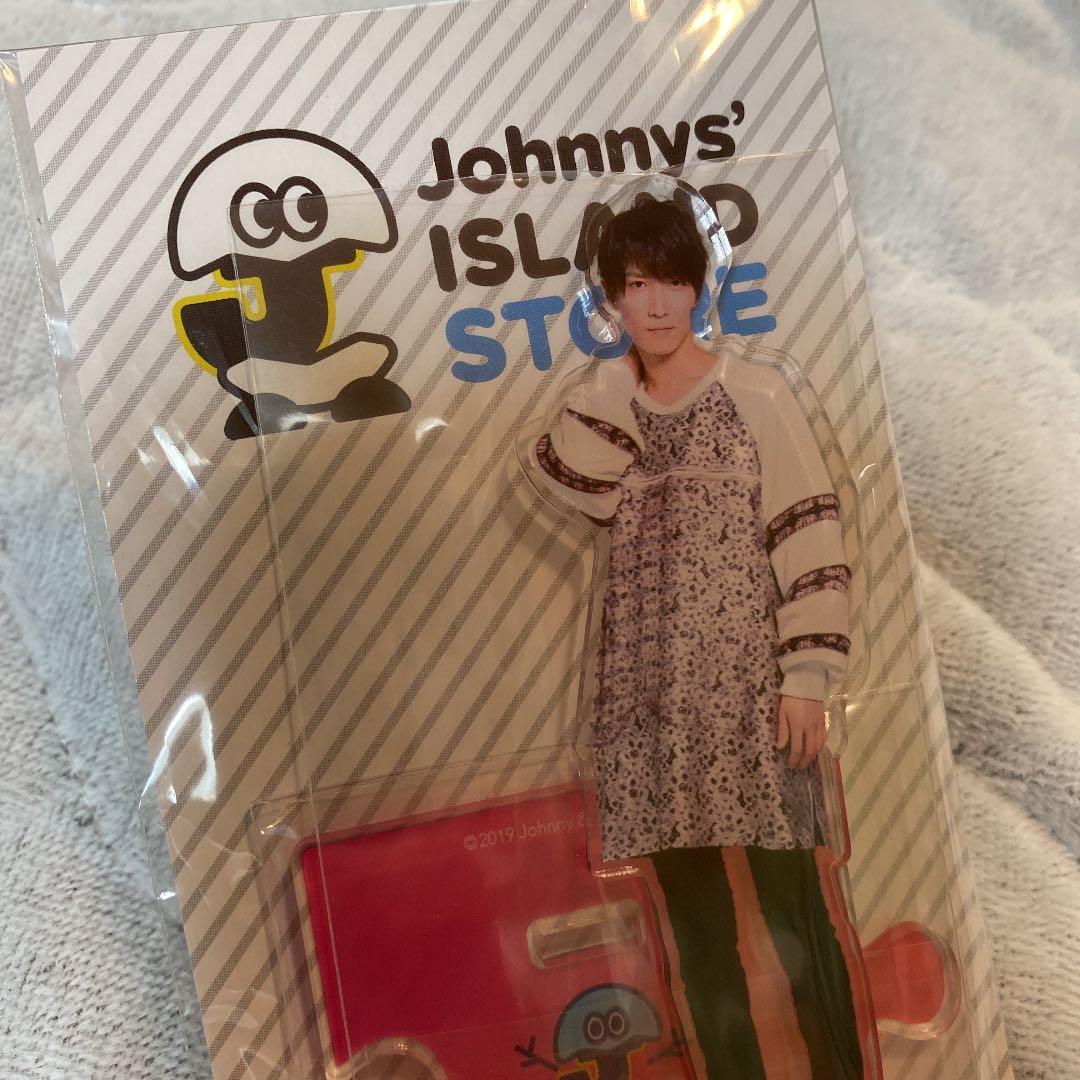 Johnnys'
ISLAND
STORE
©2019 Johnny &